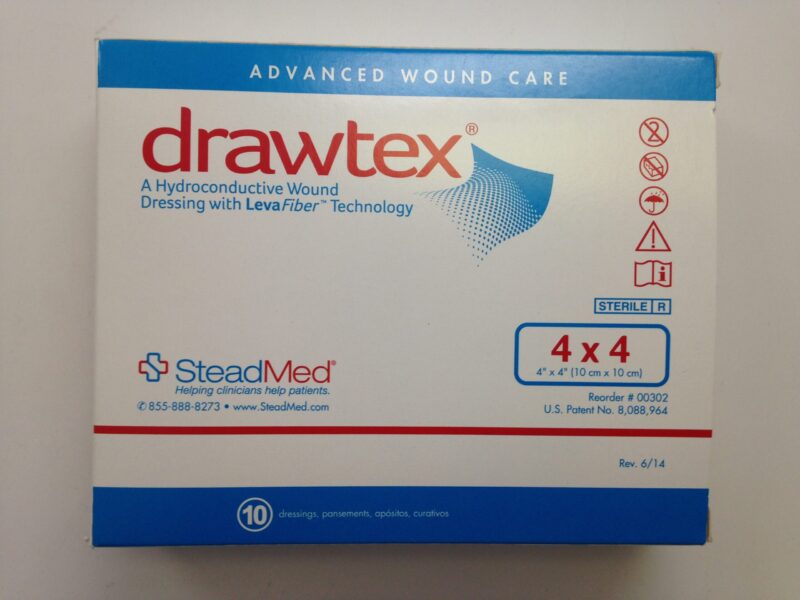 ADVANCED WOUND CARE
drawtex®
A Hydroconductive Wound
Dressing with LevaFiber™ Technology
2
i
STERILE R
4 x 4
4" x 4" (10 cm x 10 cm)
SteadMed®
Helping clinicians help patients.
✆ 855-888-8273 • www.SteadMed.com
Reorder # 00302
U.S. Patent No. 8,088,964
Rev. 6/14
10 dressings, pansements, apósitos, curativos